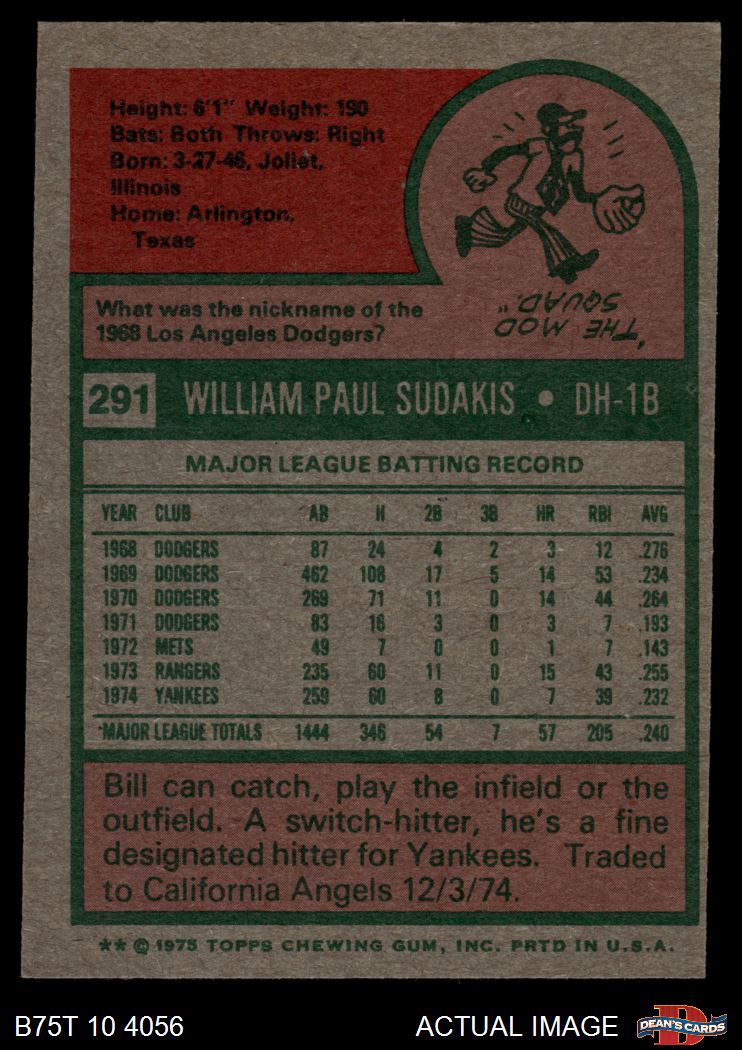 Height: 6'1" Weight: 190
Bats: Both Throws: Right
Born: 3-27-46, Joliet,
Illinois
Home: Arlington,
Texas
What was the nickname of the
1968 Los Angeles Dodgers?
"THE MOD
SQUAD."
291 WILLIAM PAUL SUDAKIS • DH-1B
MAJOR LEAGUE BATTING RECORD
YEAR CLUB AB H 2B 3B HR RBI AVG
1968 DODGERS 87 24 4 2 3 12 .276
1969 DODGERS 462 108 17 5 14 53 .234
1970 DODGERS 269 71 11 0 14 44 .264
1971 DODGERS 83 16 3 0 3 7 .193
1972 METS 49 7 0 0 1 7 .143
1973 RANGERS 235 60 11 0 15 43 .255
1974 YANKEES 259 60 8 0 7 39 .232
MAJOR LEAGUE TOTALS 1444 346 54 7 57 205 .240
Bill can catch, play the infield or the
outfield. A switch-hitter, he's a fine
designated hitter for Yankees. Traded
to California Angels 12/3/74.
** © 1975 TOPPS CHEWING GUM, INC. PRTD IN U.S.A.
B75T 10 4056 ACTUAL IMAGE DEAN'S CARDS